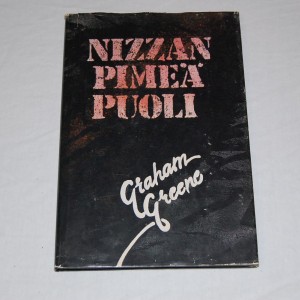 NIZZAN
PIMEÄ
PUOLI
Graham
Greene